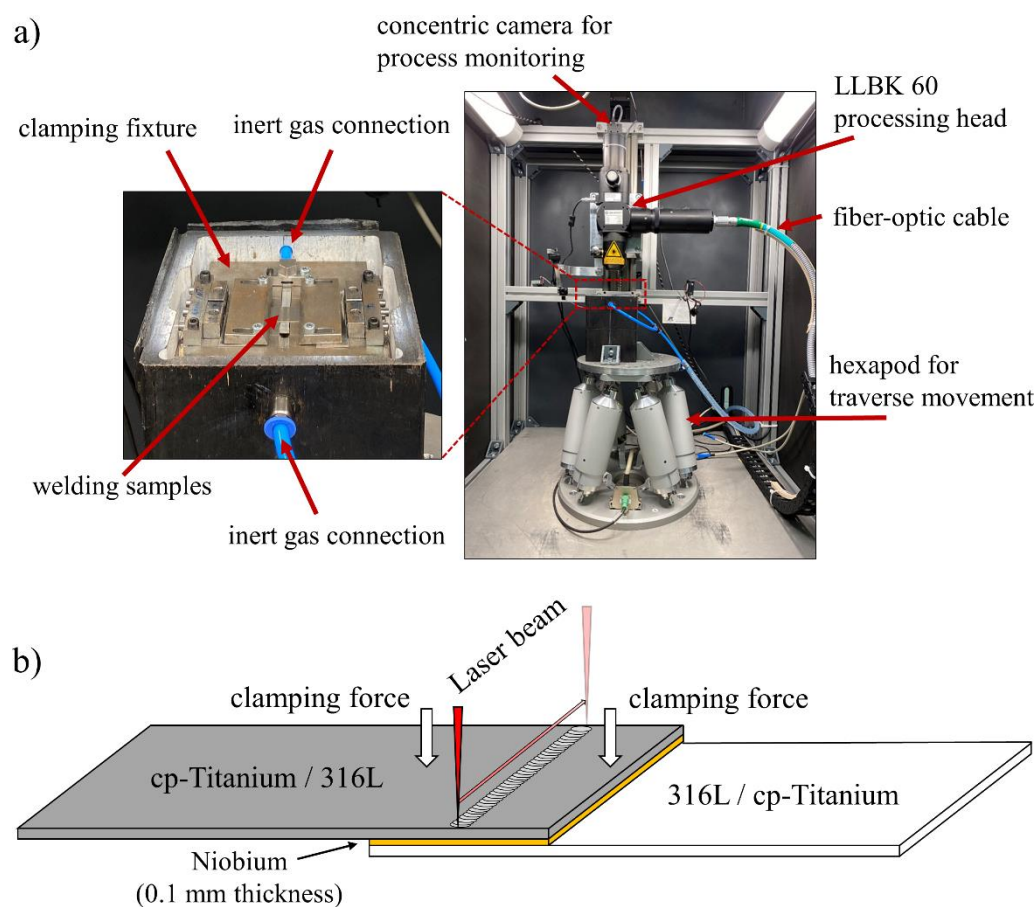 a)
concentric camera for
process monitoring
LLBK 60
processing head
clamping fixture
inert gas connection
fiber-optic cable
hexapod for
traverse movement
welding samples
inert gas connection
b)
Laser beam
clamping force
clamping force
cp-Titanium / 316L
316L / cp-Titanium
Niobium
(0.1 mm thickness)